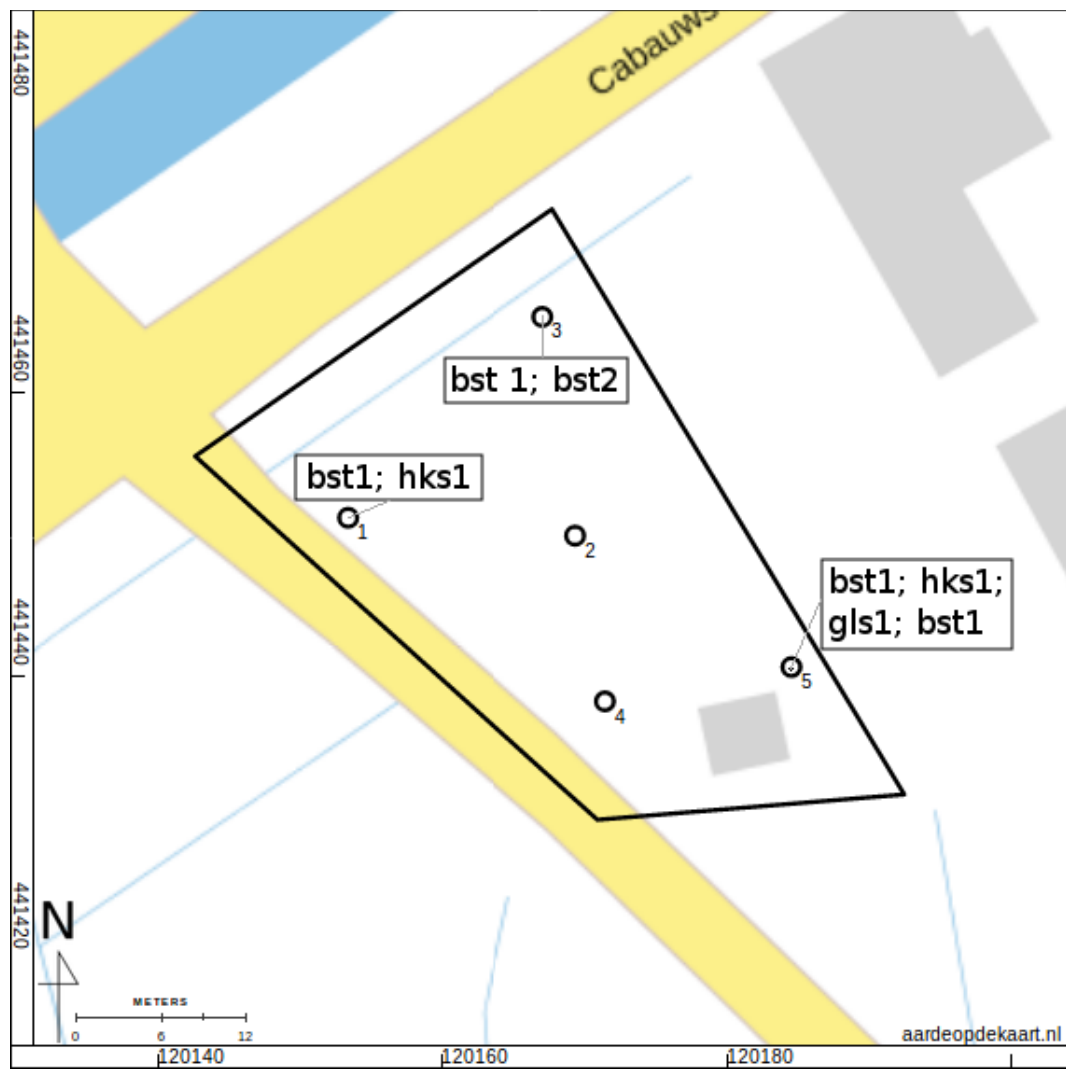 441480
Cabauws
3
bst 1; bst2
441460
bst1; hks1
1
2
bst1; hks1;
gls1; bst1
441440
5
4
441420
N
METERS
0 6 12
aardeopdekaart.nl
120140 120160 120180